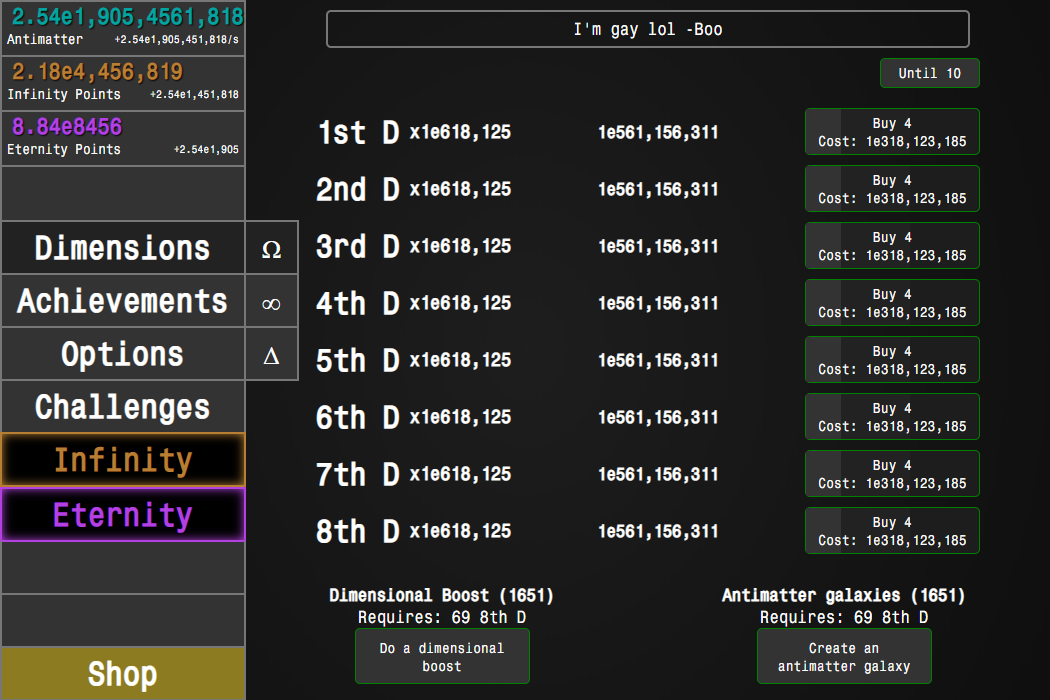 2.54e1,905,4561,818
Antimatter +2.54e1,905,451,818/s
2.18e4,456,819
Infinity Points +2.54e1,451,818
8.84e8456
Eternity Points +2.54e1,905
Dimensions Ω
Achievements ∞
Options Δ
Challenges
Infinity
Eternity
Shop
I'm gay lol -Boo
Until 10
1st D x1e618,125 1e561,156,311 Buy 4
Cost: 1e318,123,185
2nd D x1e618,125 1e561,156,311 Buy 4
Cost: 1e318,123,185
3rd D x1e618,125 1e561,156,311 Buy 4
Cost: 1e318,123,185
4th D x1e618,125 1e561,156,311 Buy 4
Cost: 1e318,123,185
5th D x1e618,125 1e561,156,311 Buy 4
Cost: 1e318,123,185
6th D x1e618,125 1e561,156,311 Buy 4
Cost: 1e318,123,185
7th D x1e618,125 1e561,156,311 Buy 4
Cost: 1e318,123,185
8th D x1e618,125 1e561,156,311 Buy 4
Cost: 1e318,123,185
Dimensional Boost (1651)
Requires: 69 8th D
Do a dimensional
boost
Antimatter galaxies (1651)
Requires: 69 8th D
Create an
antimatter galaxy